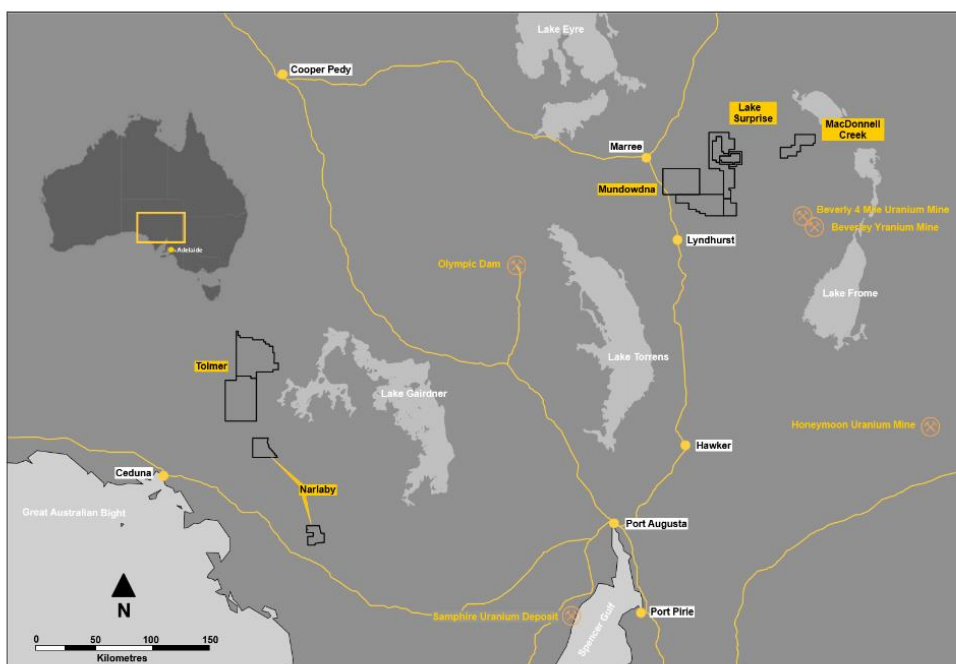 Lake Eyre
Cooper Pedy
Lake
Surprise
MacDonnell
Creek
Marree
Mundowdna
Beverly 4 Mile Uranium Mine
Beverley Yranium Mine
Lyndhurst
Adelaide
Olympic Dam
Lake Frome
Lake Torrens
Tolmer
Lake Gairdner
Honeymoon Uranium Mine
Hawker
Ceduna
Narlaby
Great Australian Bight
Port Augusta
N
Samphire Uranium Deposit
Spencer Gulf
Port Pirie
0 50 100 150
Kilometres